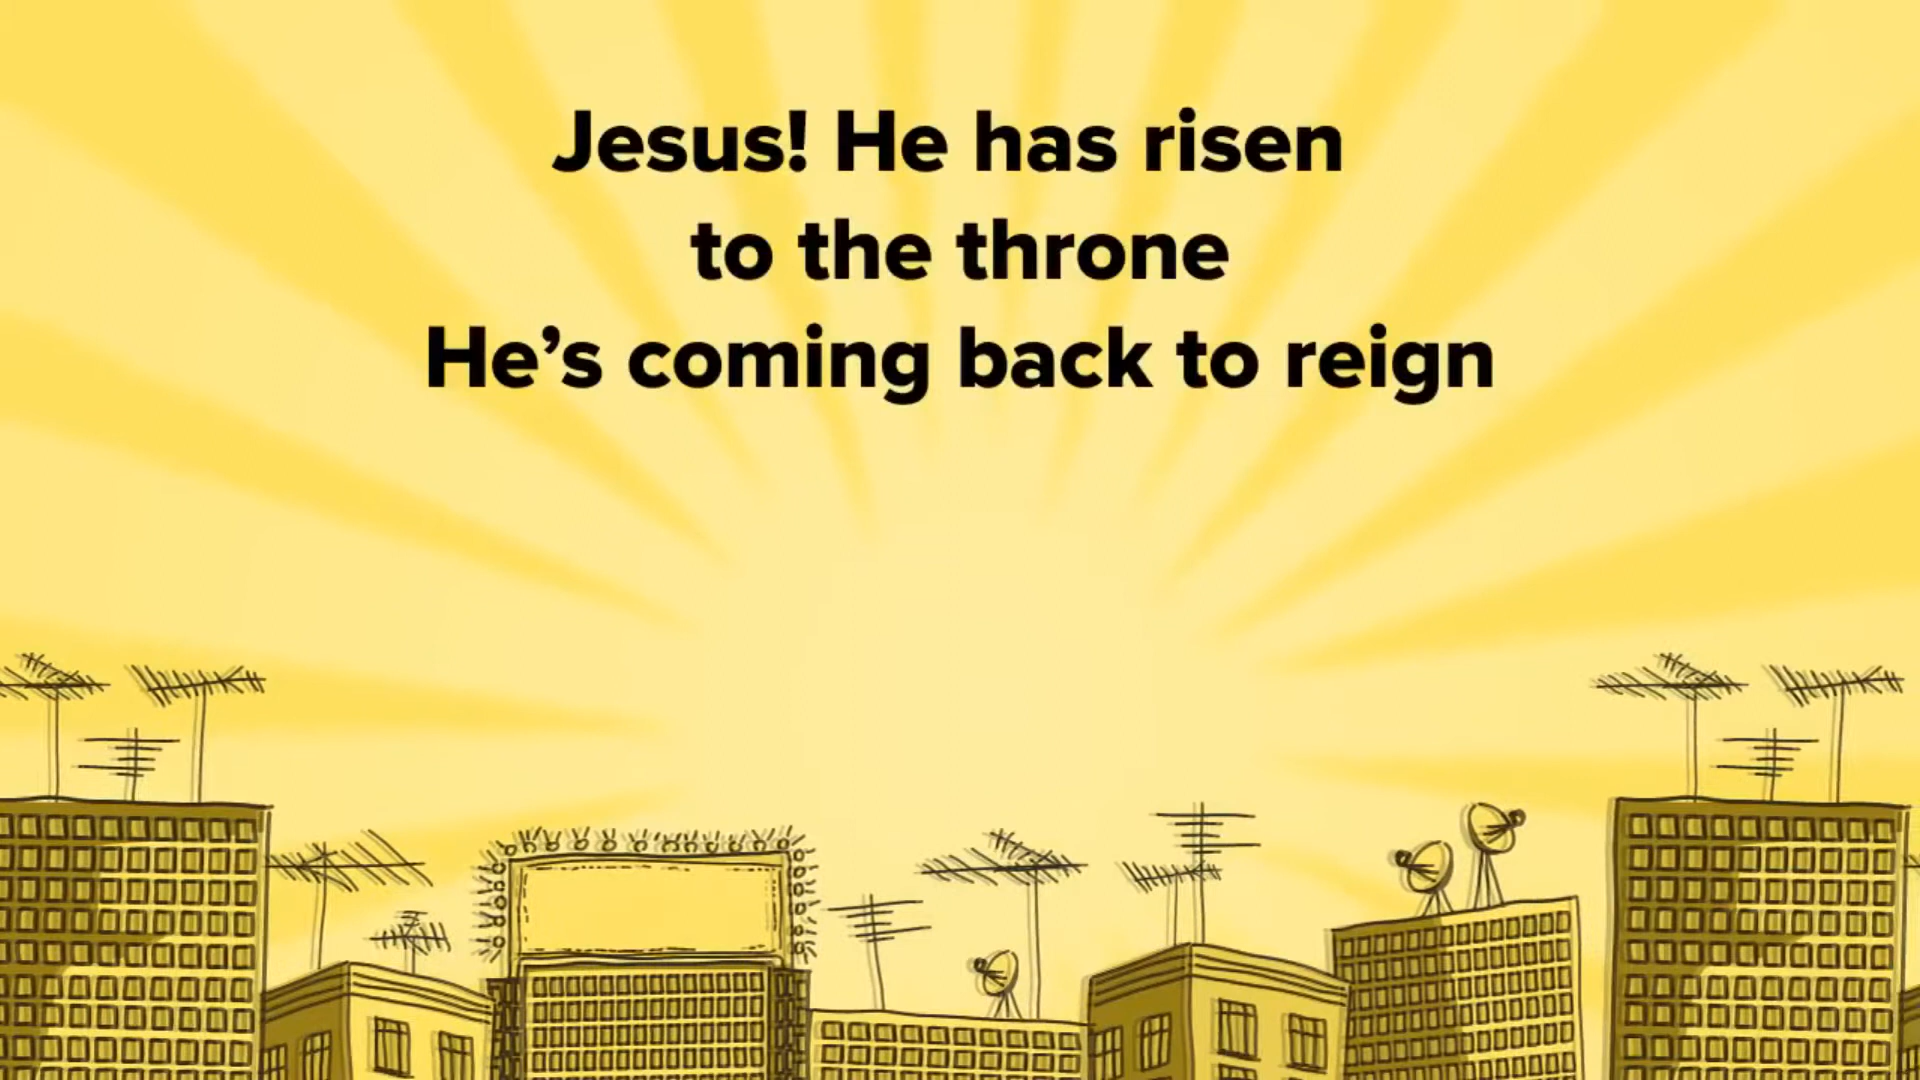 Jesus! He has risen
to the throne
He’s coming back to reign